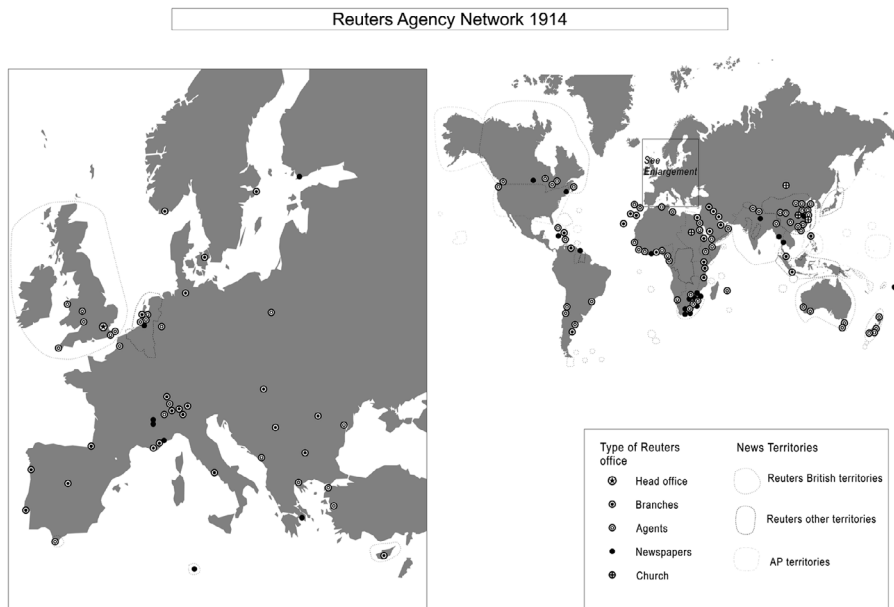 Reuters Agency Network 1914
See
Enlargement
Type of Reuters
office
Head office
Branches
Agents
Newspapers
Church
News Territories
Reuters British territories
Reuters other territories
AP territories